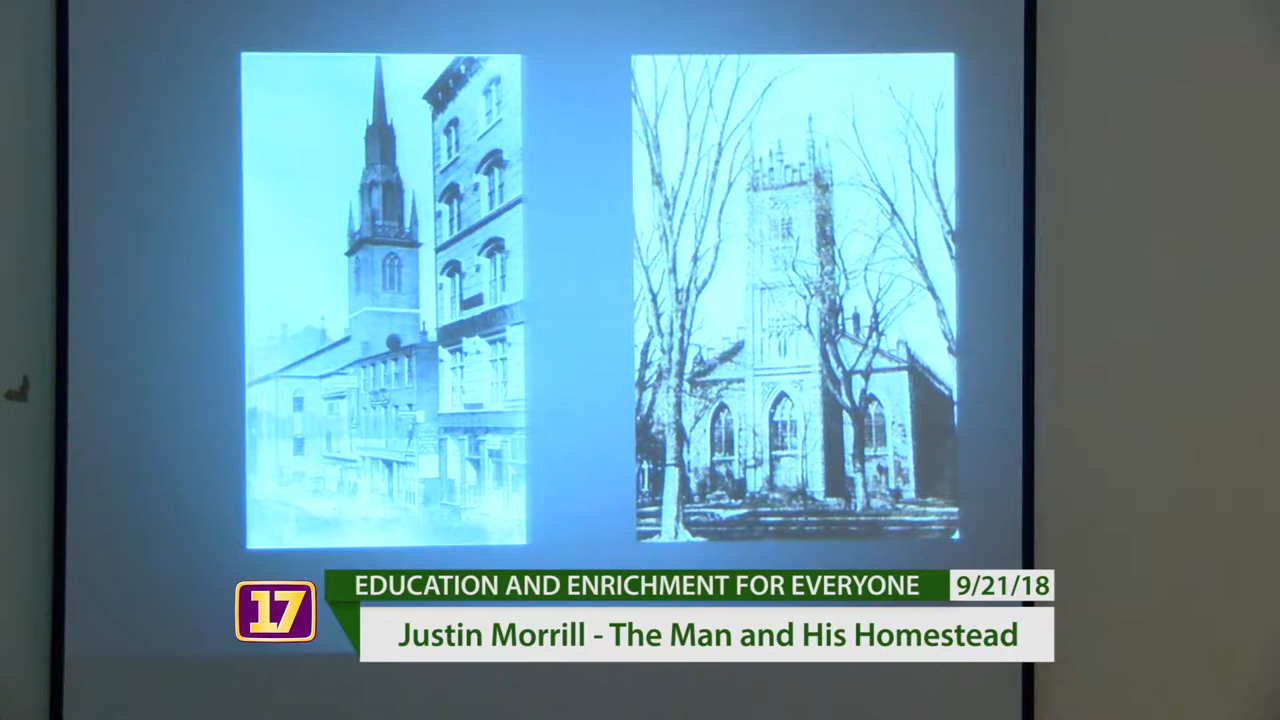 EDUCATION AND ENRICHMENT FOR EVERYONE 9/21/18
17
Justin Morrill - The Man and His Homestead